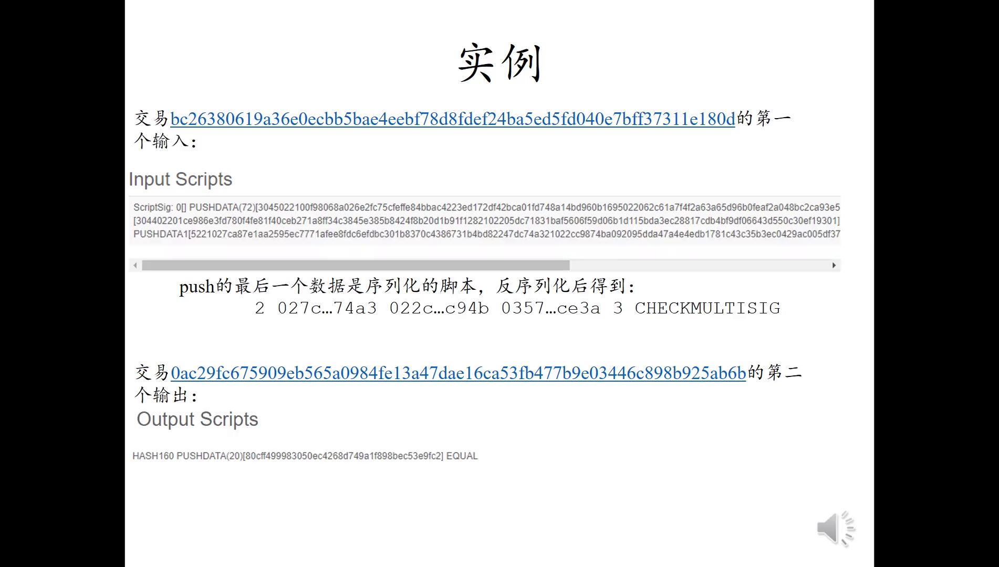 实例
交易bc26380619a36e0ecbb5bae4eebf78d8fdef24ba5ed5fd040e7bff37311e180d的第一
个输入：
Input Scripts
ScriptSig: 0[] PUSHDATA(72)[3045022100f98068a026e2fc75cfeffe84bbac4223ed172df42bca01fd748a14bd960b1695022062c61a7f4f2a63a65d96b0feaf2a048bc2ca93e5
[304402201ce986e3fd780f4fe81f40ceb271a8ff34c3845e385b8424f8b20d1b91f1282102205dc71831baf5606f59d06b1d115bda3ec28817cdb4bf9df06643d550c30ef19301]
PUSHDATA1[5221027ca87e1aa2595ec7771afee8fdc6efdbc301b8370c4386731b4bd82247dc74a321022cc9874ba092095dda47a4e4edb1781c43c35b3ec0429ac005df37
push的最后一个数据是序列化的脚本，反序列化后得到：
2 027c…74a3 022c…c94b 0357…ce3a 3 CHECKMULTISIG
交易0ac29fc675909eb565a0984fe13a47dae16ca53fb477b9e03446c898b925ab6b的第二
个输出：
Output Scripts
HASH160 PUSHDATA(20)[80cff499983050ec4268d749a1f898bec53e9fc2] EQUAL